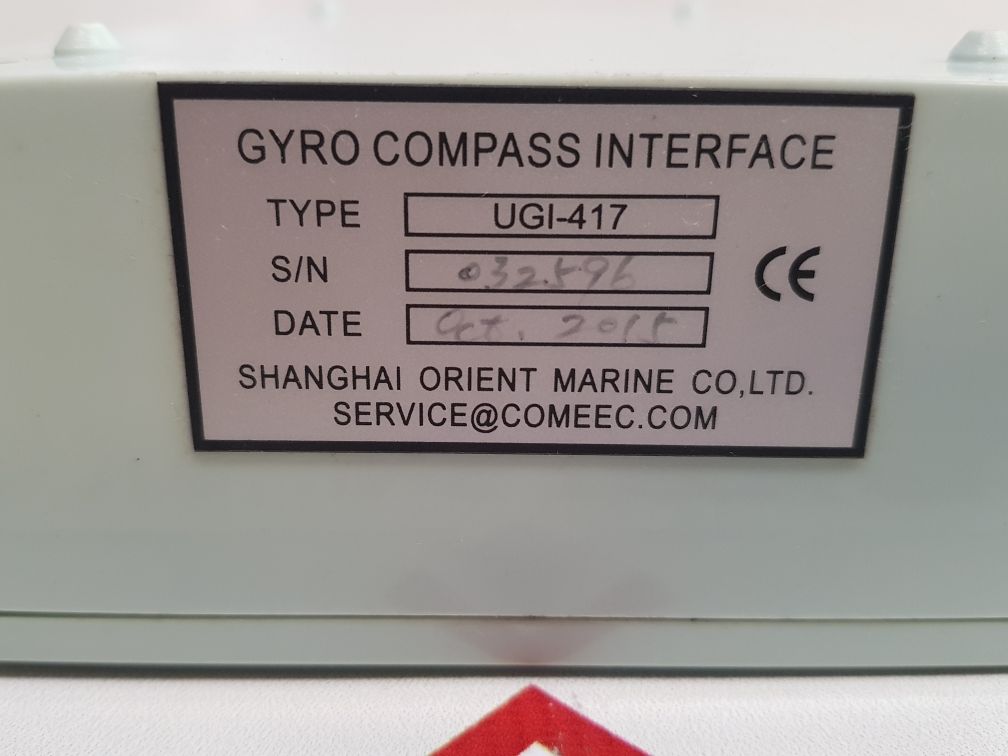 GYRO COMPASS INTERFACE
TYPE UGI-417
S/N 032596
DATE Oct. 2015
CE
SHANGHAI ORIENT MARINE CO,LTD.
SERVICE@COMEEC.COM